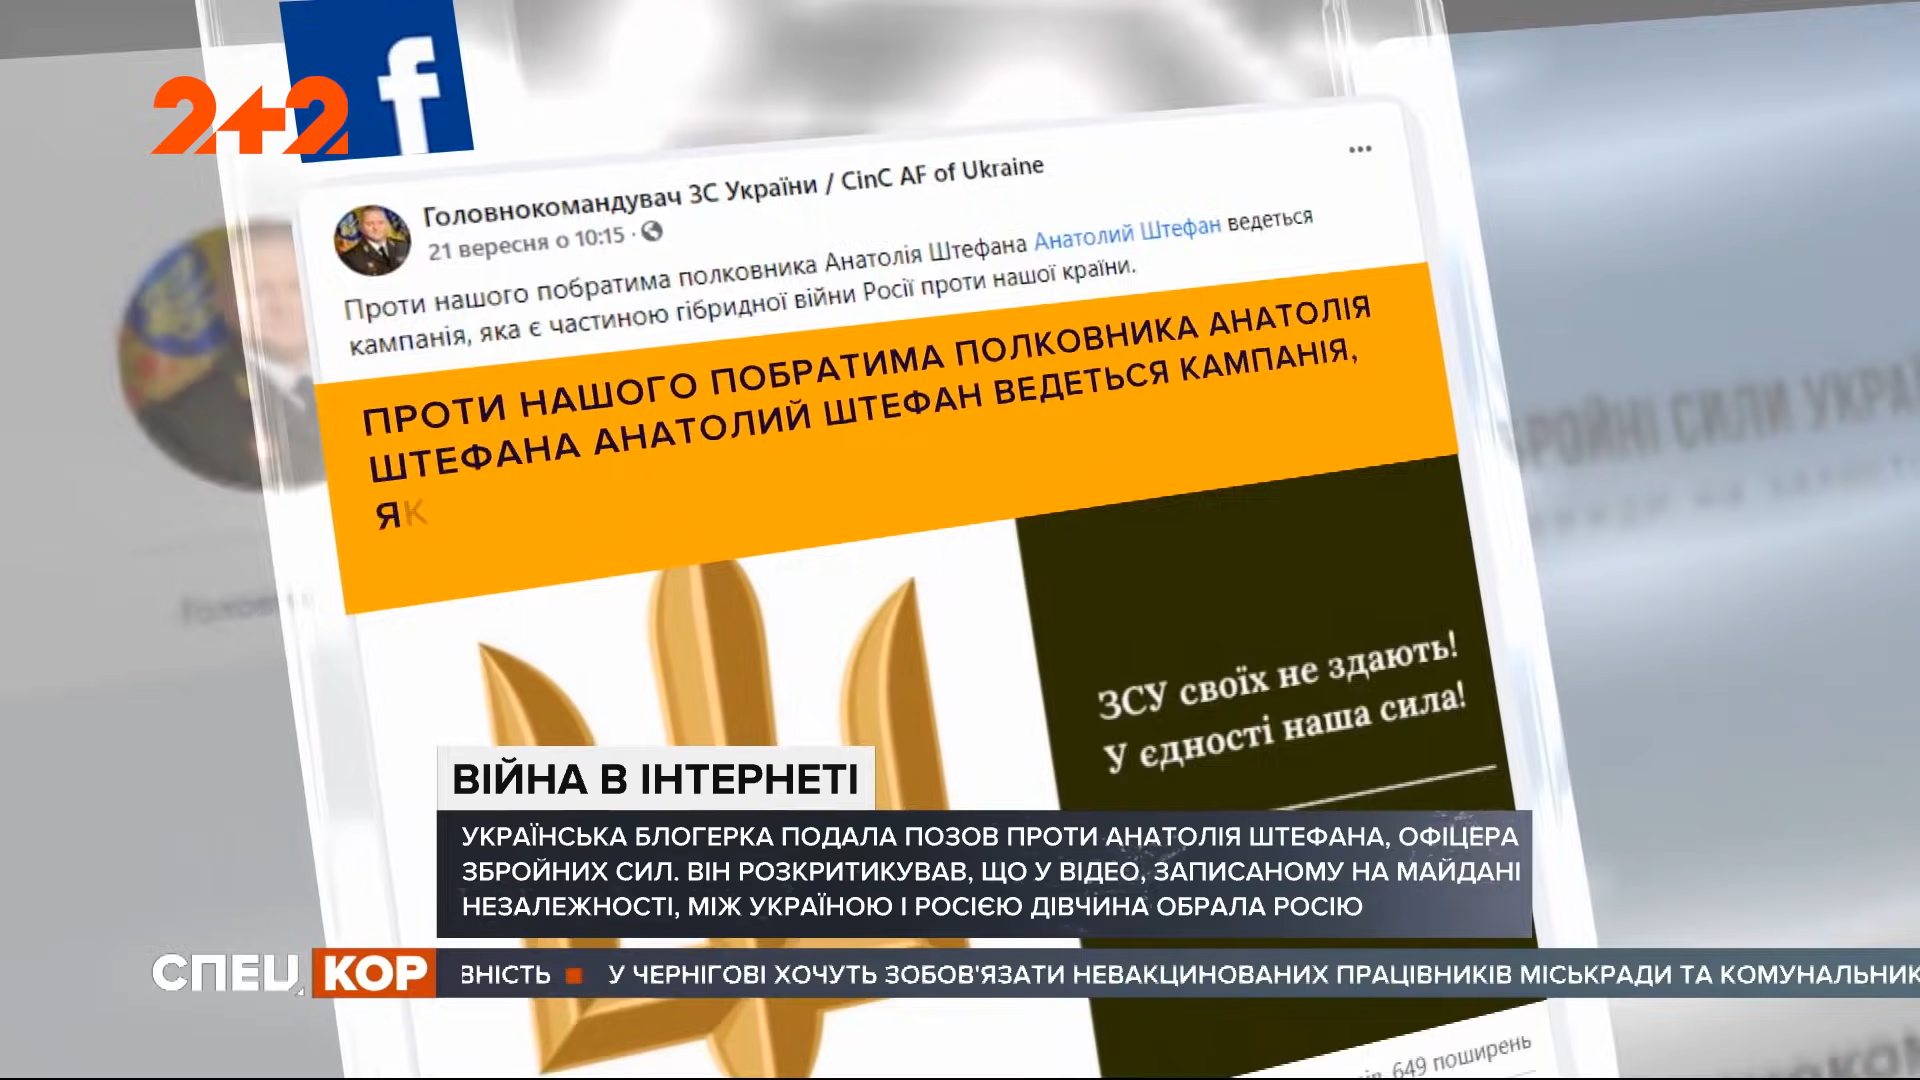 2+2
f
Головнокомандувач ЗС України / CinC AF of Ukraine
21 вересня о 10:15 ·
Проти нашого побратима полковника Анатолія Штефана Анатолий Штефан ведеться
кампанія, яка є частиною гібридної війни Росії проти нашої країни.
ПРОТИ НАШОГО ПОБРАТИМА ПОЛКОВНИКА АНАТОЛІЯ
ШТЕФАНА АНАТОЛИЙ ШТЕФАН ВЕДЕТЬСЯ КАМПАНІЯ,
ЯК
СИЛИ
ЗСУ своїх не здають!
У єдності наша сила!
ВІЙНА В ІНТЕРНЕТІ
УКРАЇНСЬКА БЛОГЕРКА ПОДАЛА ПОЗОВ ПРОТИ АНАТОЛІЯ ШТЕФАНА, ОФІЦЕРА
ЗБРОЙНИХ СИЛ. ВІН РОЗКРИТИКУВАВ, ЩО У ВІДЕО, ЗАПИСАНОМУ НА МАЙДАНІ
НЕЗАЛЕЖНОСТІ, МІЖ УКРАЇНОЮ І РОСІЄЮ ДІВЧИНА ОБРАЛА РОСІЮ
СПЕЦКОР ВНІСТЬ ■ У ЧЕРНІГОВІ ХОЧУТЬ ЗОБОВ'ЯЗАТИ НЕВАКЦИНОВАНИХ ПРАЦІВНИКІВ МІСЬКРАДИ ТА КОМУНАЛЬНИК
649 поширень